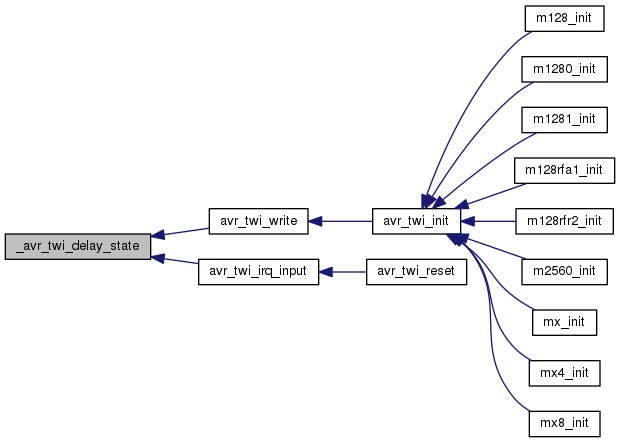 m128_init
m1280_init
m1281_init
m128rfa1_init
avr_twi_write
avr_twi_init
m128rfr2_init
_avr_twi_delay_state
avr_twi_irq_input
avr_twi_reset
m2560_init
mx_init
mx4_init
mx8_init